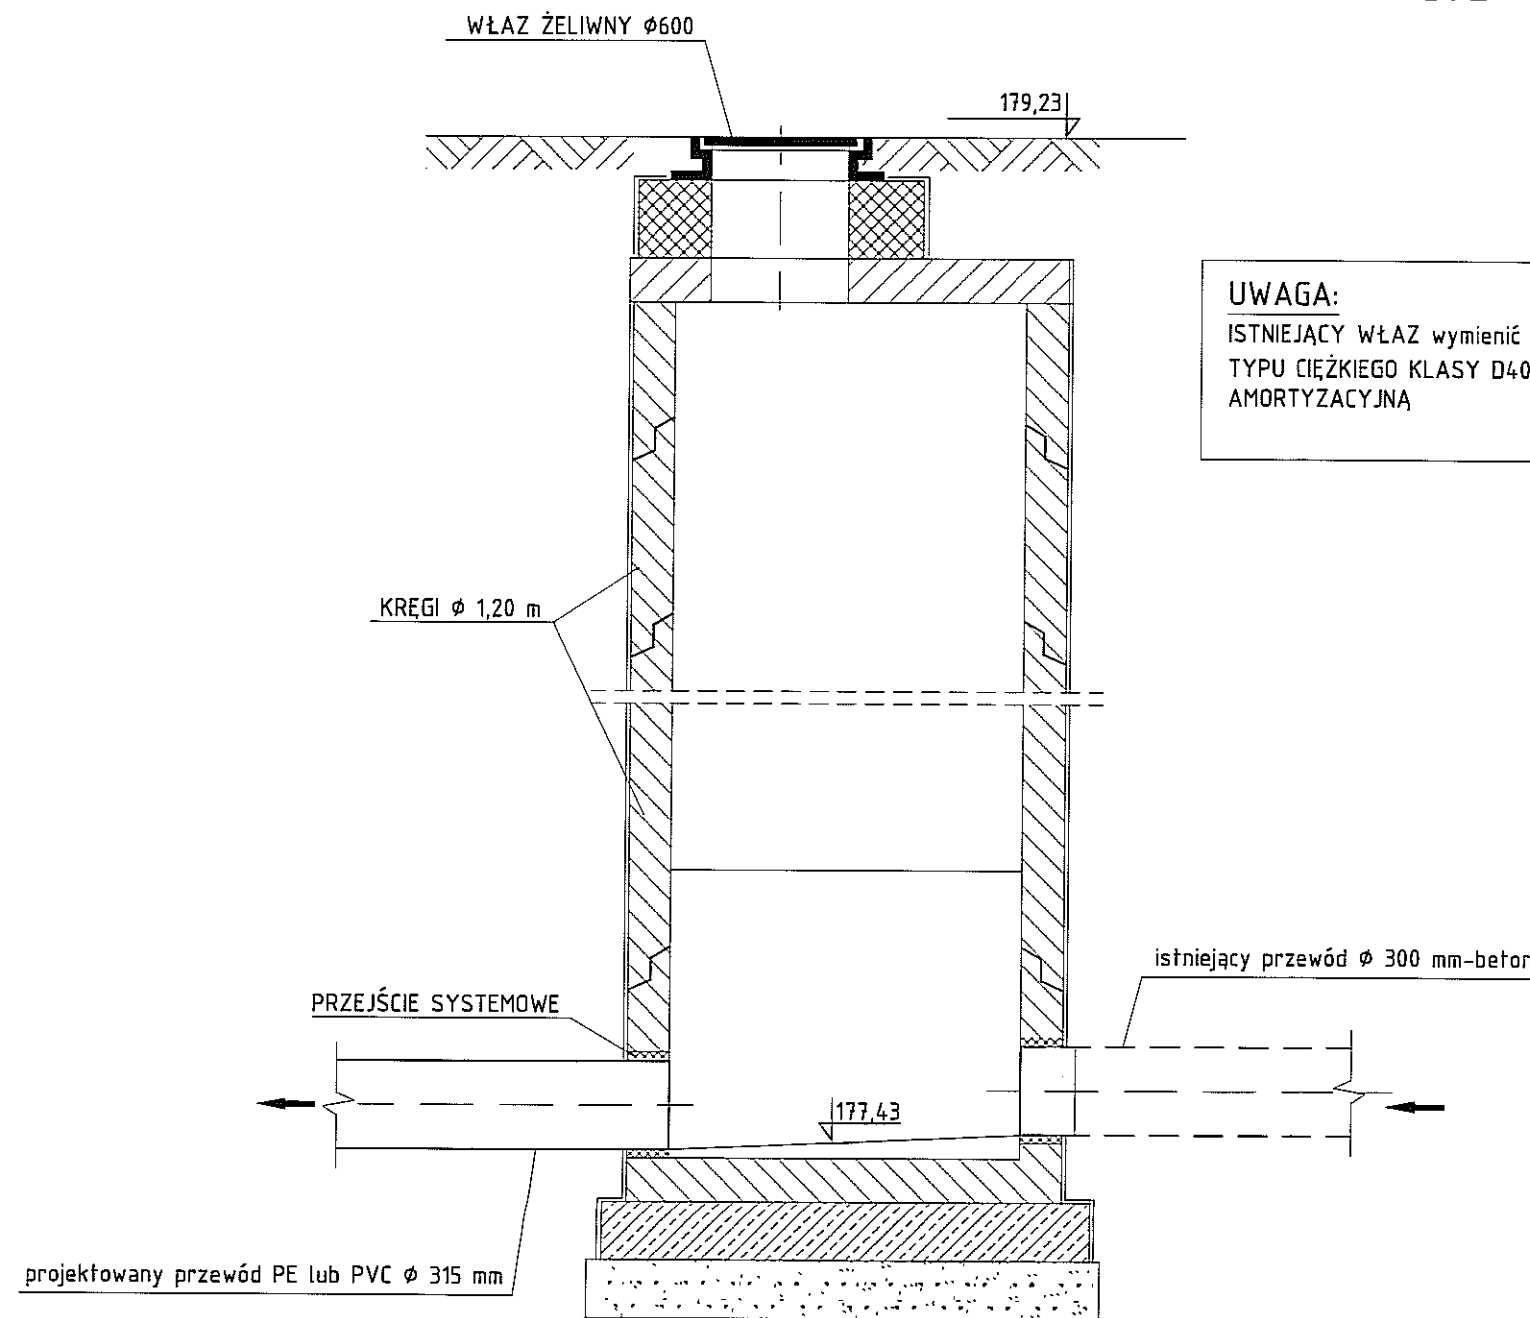 WŁAZ ŻELIWNY ϕ600
179,23
UWAGA:
ISTNIEJĄCY WŁAZ wymienić
TYPU CIĘŻKIEGO KLASY D40
AMORTYZACYJNĄ
KRĘGI ϕ 1,20 m
istniejący przewód ϕ 300 mm-beton
PRZEJŚCIE SYSTEMOWE
177,43
projektowany przewód PE lub PVC ϕ 315 mm